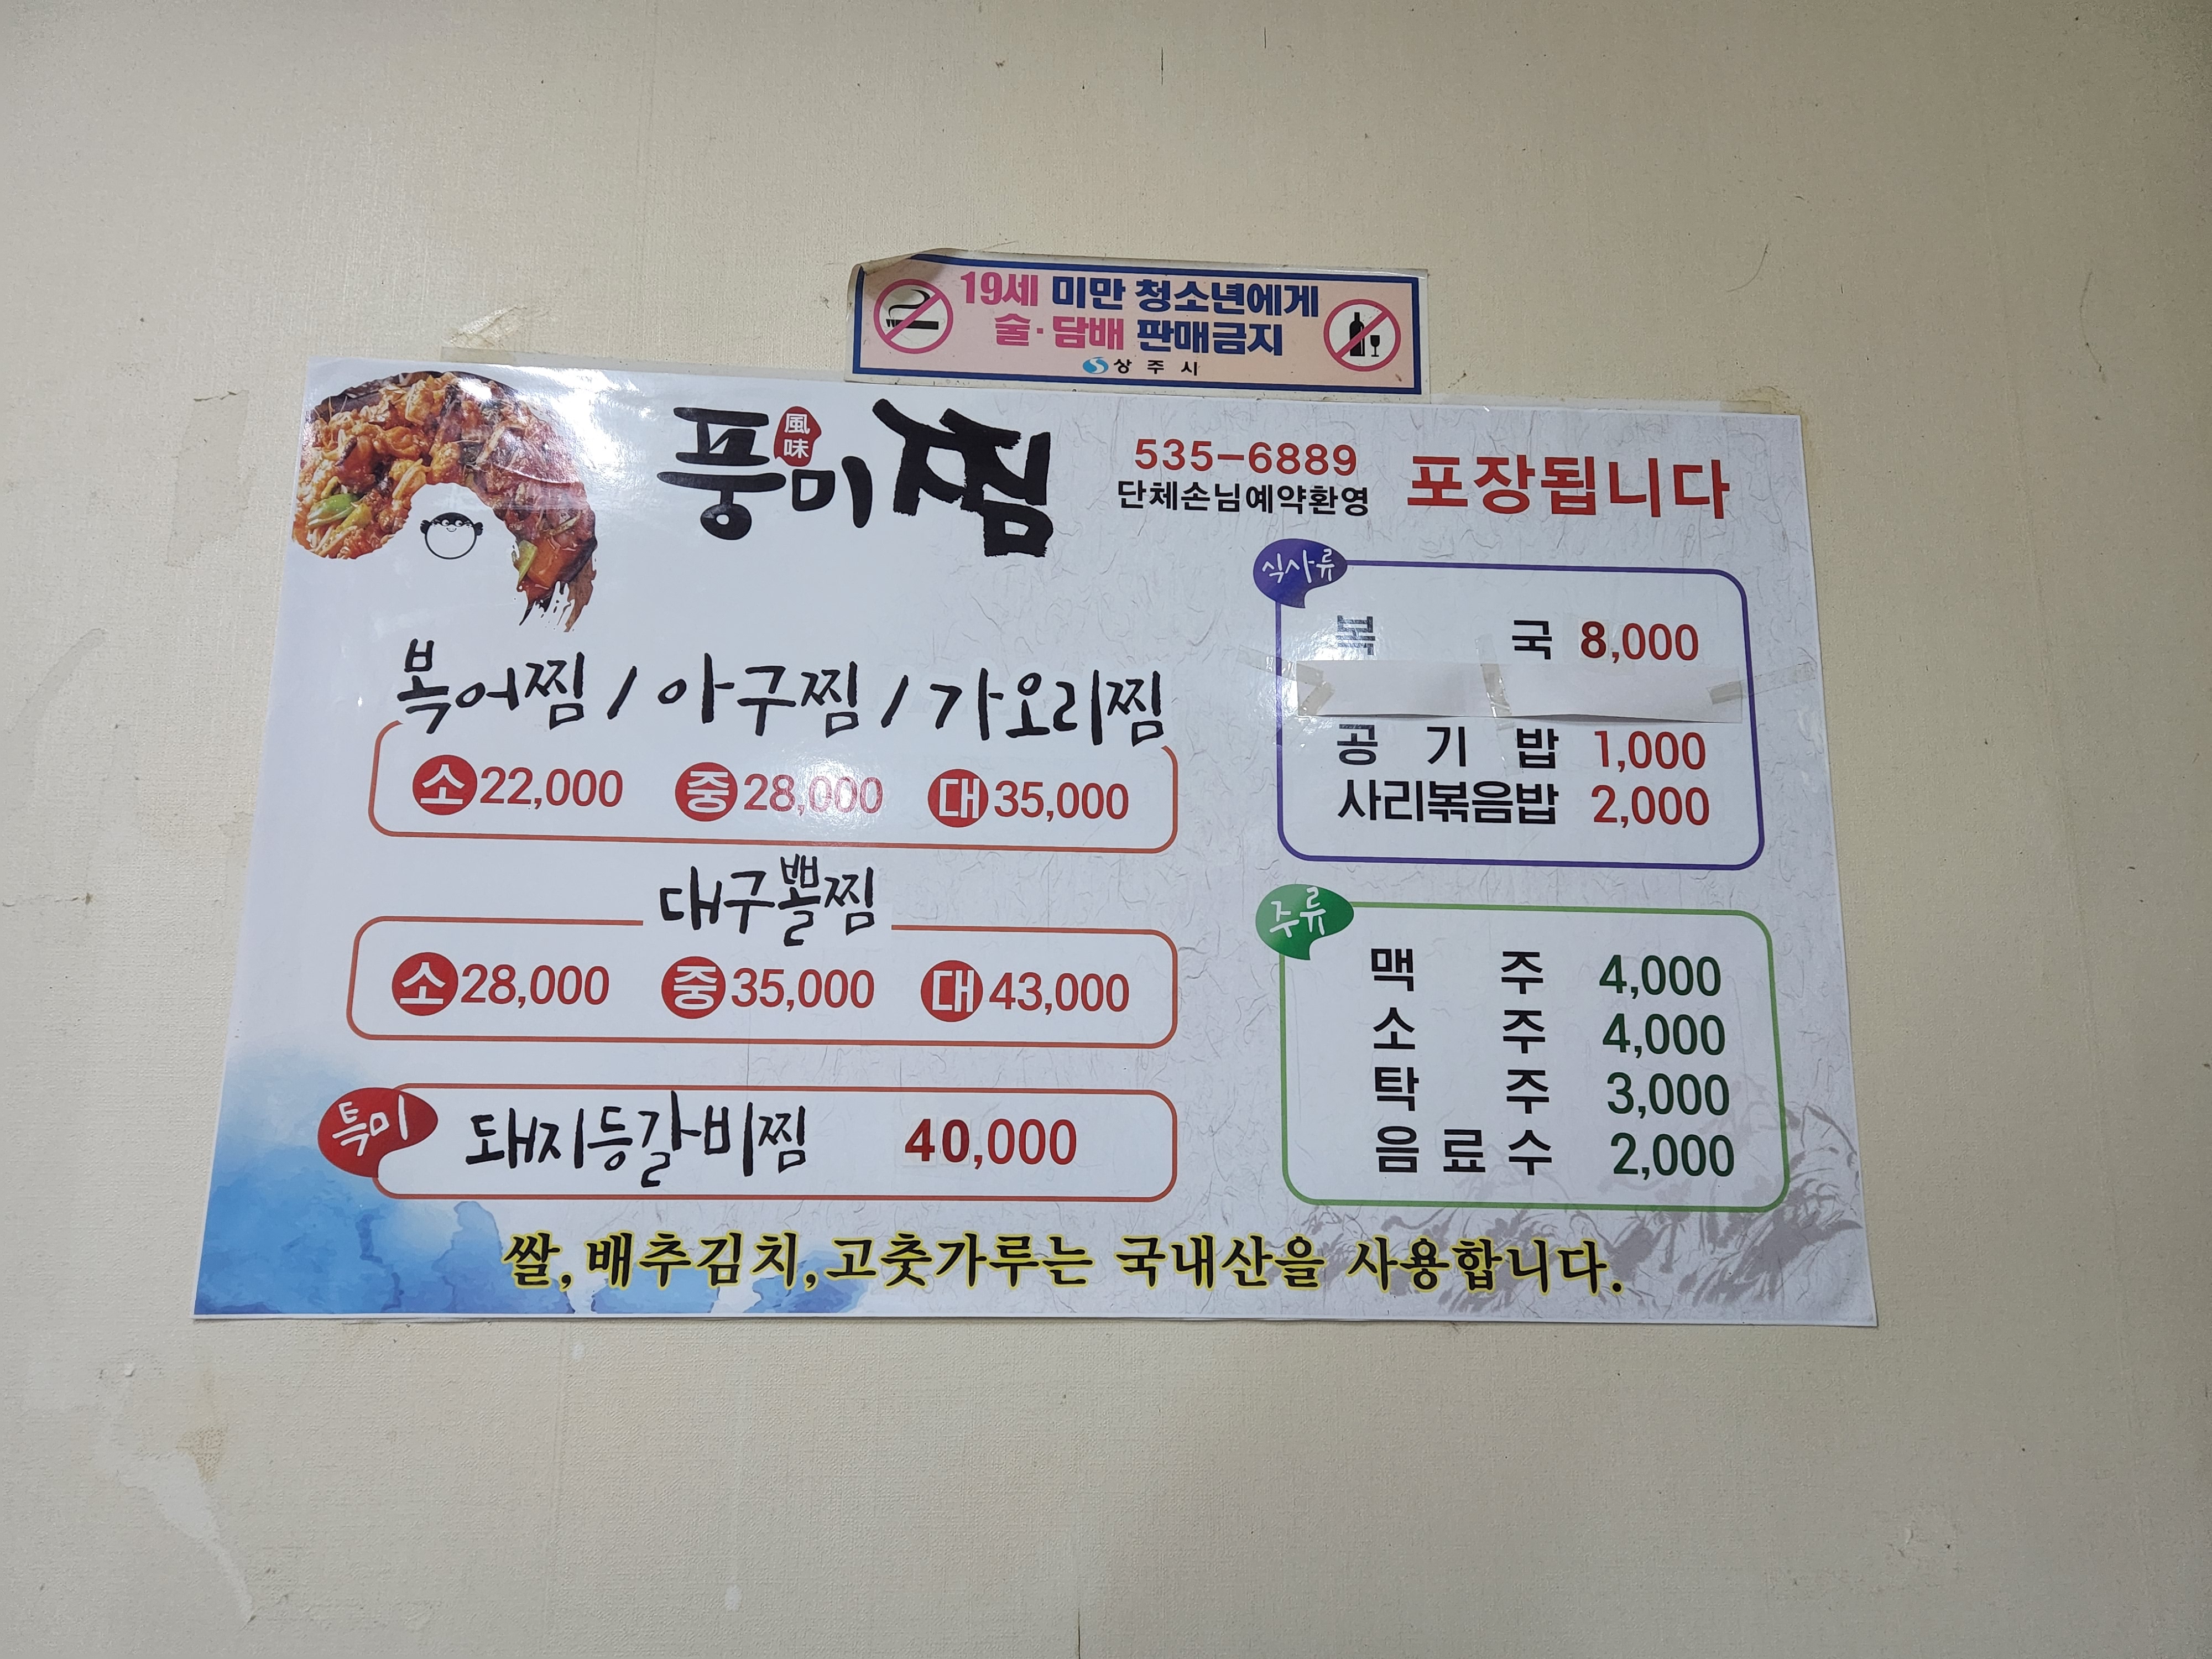 19세 미만 청소년에게
술·담배 판매금지
상주시
풍미찜
風味
535-6889
단체손님예약환영
포장됩니다
복어찜 / 아구찜 / 가오리찜
소 22,000 중 28,000 대 35,000
대구뽈찜
소 28,000 중 35,000 대 43,000
특미 돼지등갈비찜 40,000
식사류
복국 8,000
공기밥 1,000
사리볶음밥 2,000
주류
맥주 4,000
소주 4,000
탁주 3,000
음료수 2,000
쌀, 배추김치, 고춧가루는 국내산을 사용합니다.